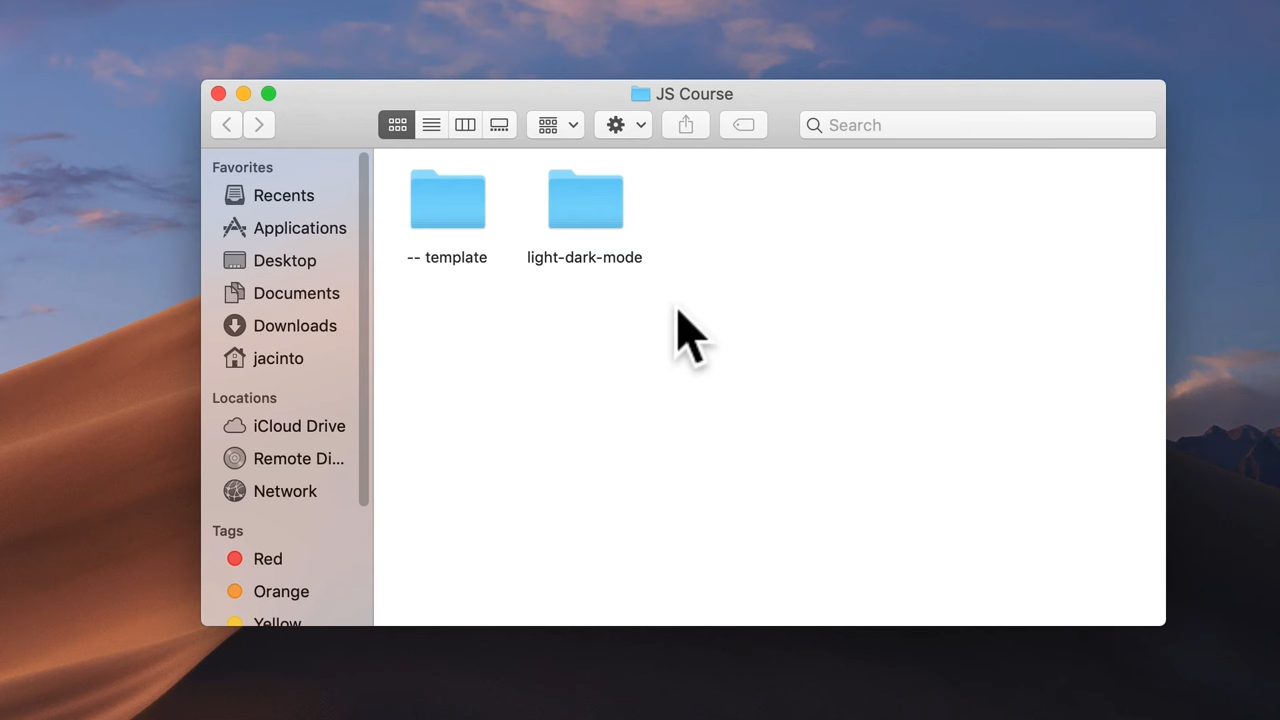 JS Course
Search
Favorites
Recents
Applications
Desktop
Documents
Downloads
jacinto
Locations
iCloud Drive
Remote Di...
Network
Tags
Red
Orange
Yellow
-- template
light-dark-mode